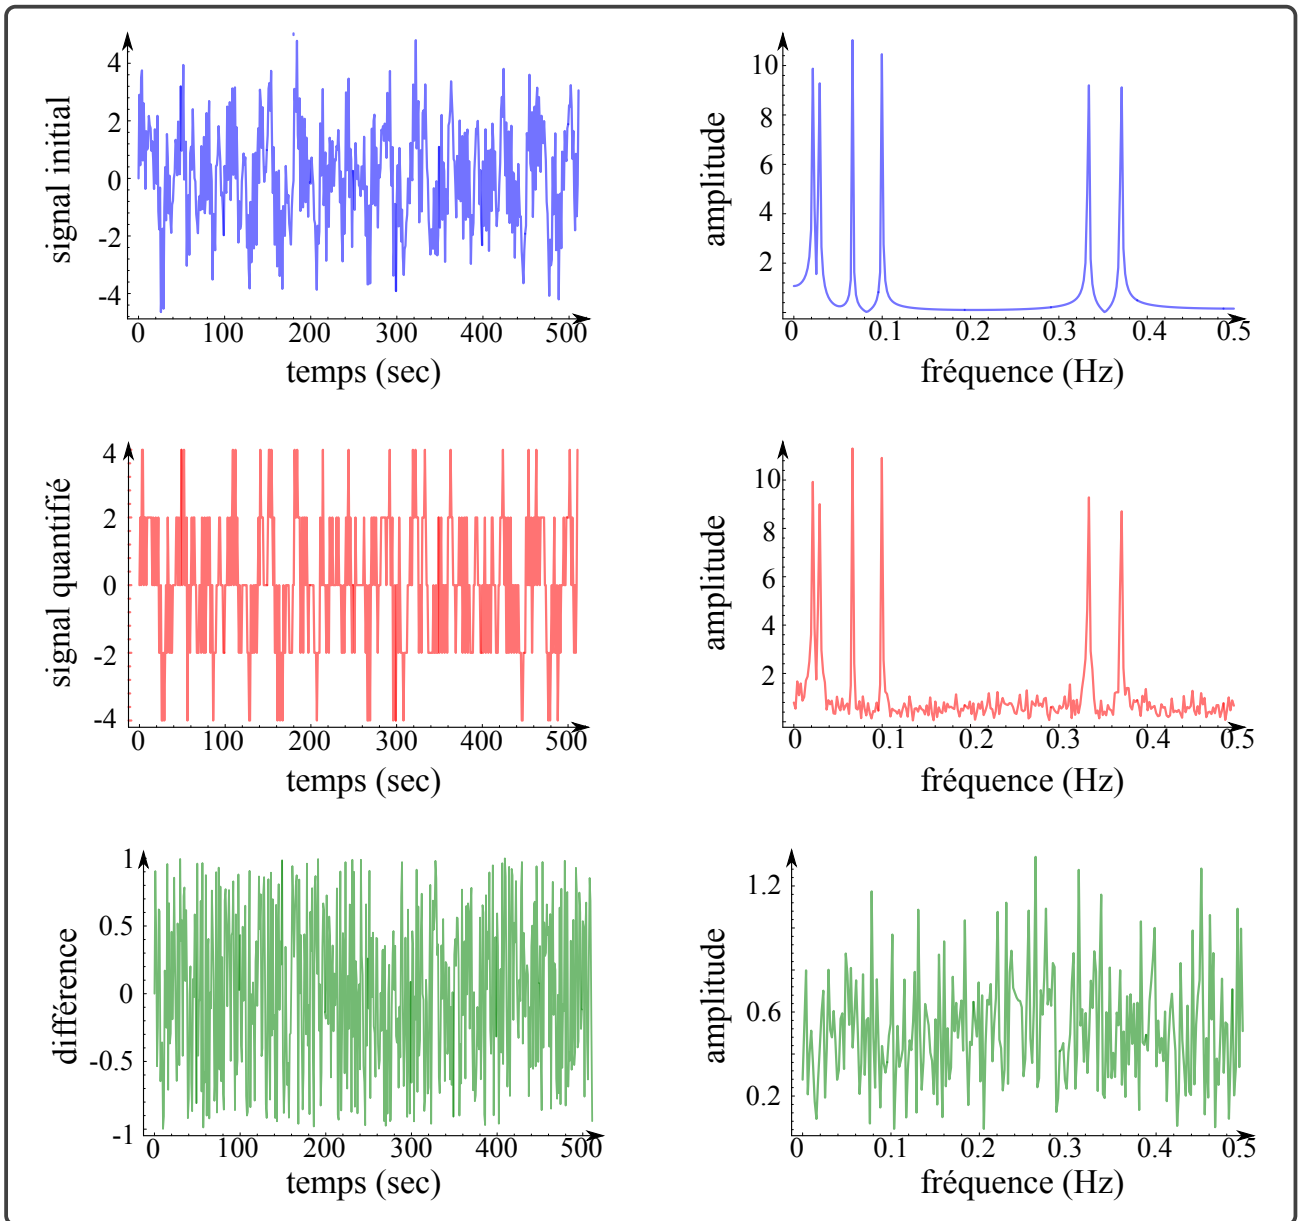 signal initial
4
2
0
-2
-4
0 100 200 300 400 500
temps (sec)
amplitude
10
8
6
4
2
0 0.1 0.2 0.3 0.4 0.5
fréquence (Hz)
signal quantifié
4
2
0
-2
-4
0 100 200 300 400 500
temps (sec)
amplitude
10
8
6
4
2
0 0.1 0.2 0.3 0.4 0.5
fréquence (Hz)
différence
1
0.5
0
-0.5
-1
0 100 200 300 400 500
temps (sec)
amplitude
1.2
0.6
0.2
0 0.1 0.2 0.3 0.4 0.5
fréquence (Hz)